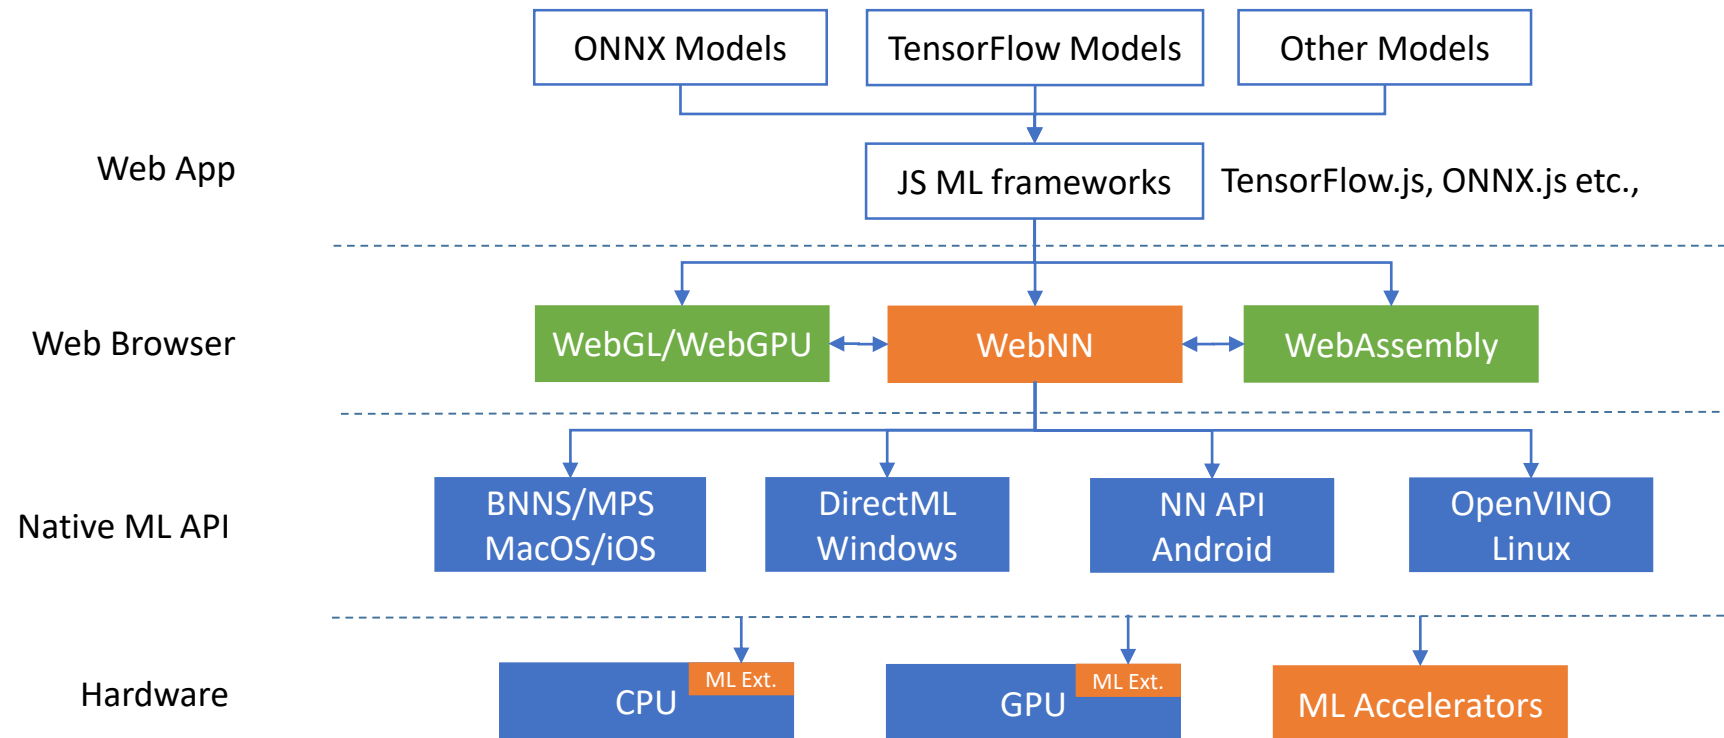 ONNX Models
TensorFlow Models
Other Models
Web App
JS ML frameworks
TensorFlow.js, ONNX.js etc.,
Web Browser
WebGL/WebGPU
WebNN
WebAssembly
Native ML API
BNNS/MPS
MacOS/iOS
DirectML
Windows
NN API
Android
OpenVINO
Linux
Hardware
ML Ext.
CPU
ML Ext.
GPU
ML Accelerators